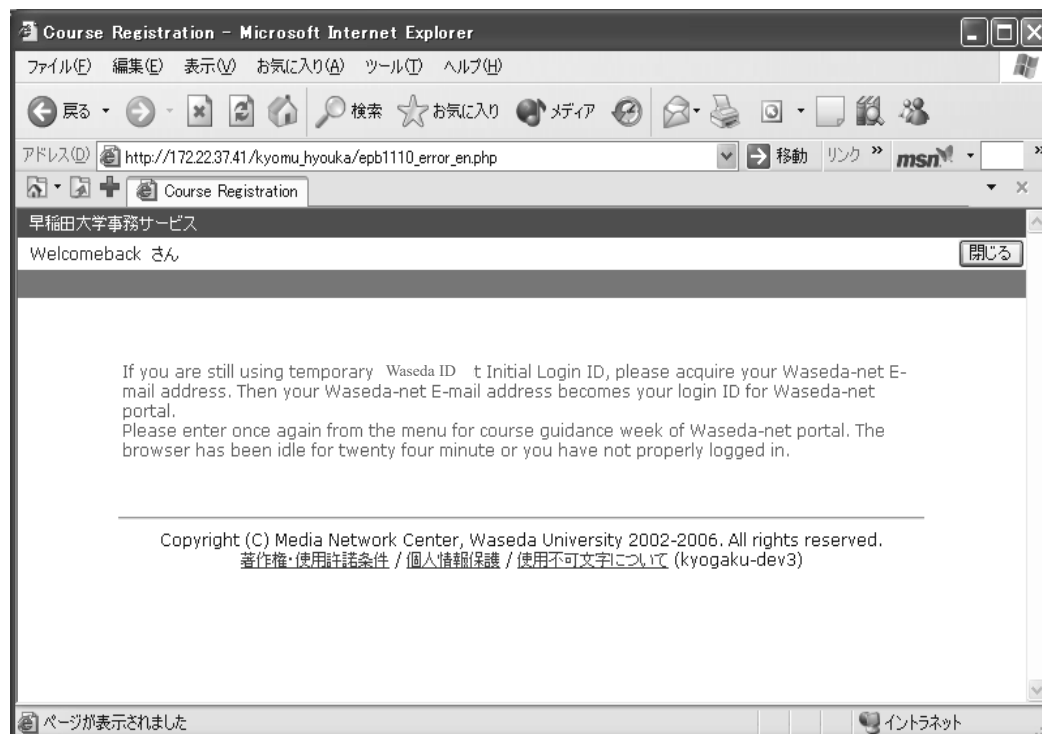 Course Registration - Microsoft Internet Explorer
ファイル(F) 編集(E) 表示(V) お気に入り(A) ツール(T) ヘルプ(H)
戻る 検索 お気に入り メディア
アドレス(D) http://172.22.37.41/kyomu_hyouka/epb1110_error_en.php 移動 リンク » msn »
Course Registration
早稲田大学事務サービス
Welcomeback さん 閉じる
If you are still using temporary Waseda ID t Initial Login ID, please acquire your Waseda-net E-
mail address. Then your Waseda-net E-mail address becomes your login ID for Waseda-net
portal.
Please enter once again from the menu for course guidance week of Waseda-net portal. The
browser has been idle for twenty four minute or you have not properly logged in.
Copyright (C) Media Network Center, Waseda University 2002-2006. All rights reserved.
著作権・使用許諾条件 / 個人情報保護 / 使用不可文字について (kyogaku-dev3)
ページが表示されました イントラネット